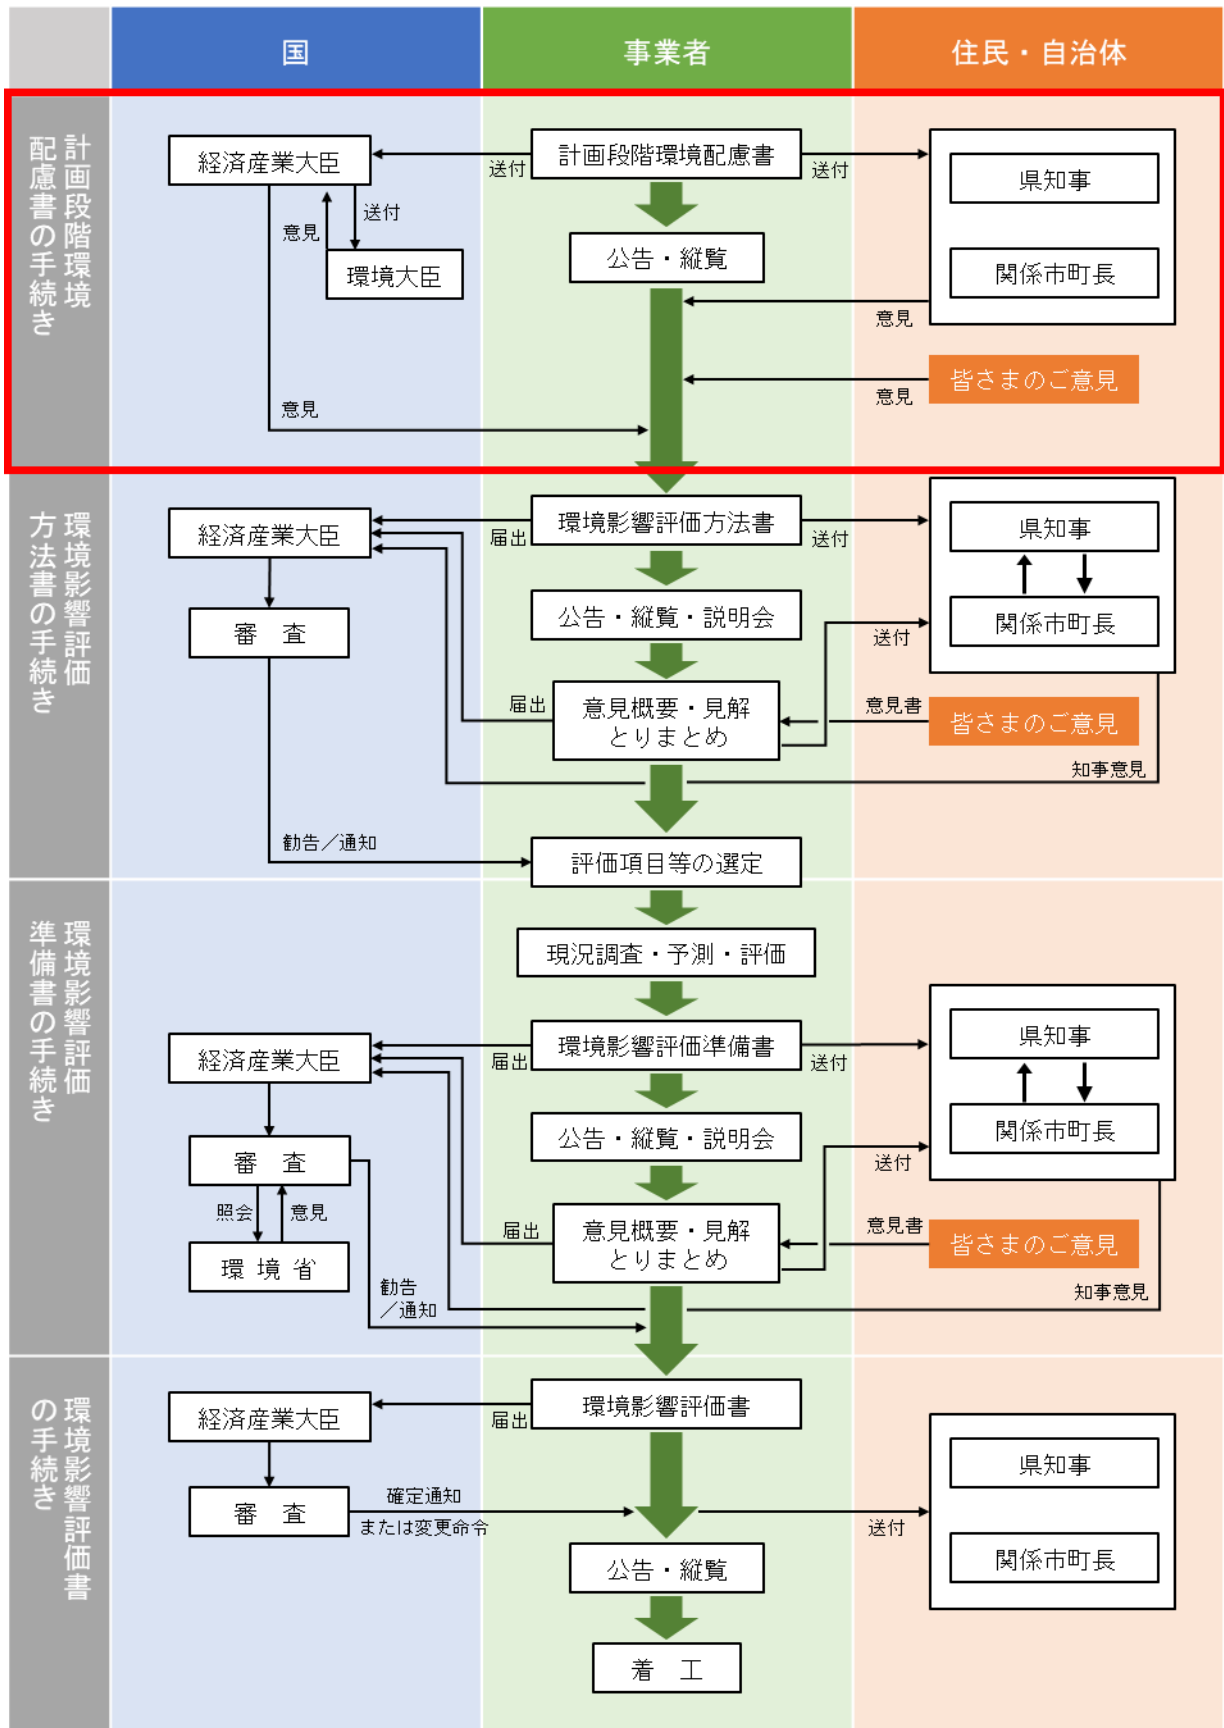 国
事業者
住民・自治体
計画段階環境
配慮書の手続き
経済産業大臣
送付
計画段階環境配慮書
送付
県知事
意見
送付
環境大臣
公告・縦覧
関係市町長
意見
皆さまのご意見
意見
意見
環境影響評価
方法書の手続き
経済産業大臣
届出
環境影響評価方法書
送付
県知事
審　査
公告・縦覧・説明会
関係市町長
送付
届出
意見概要・見解
とりまとめ
意見書
皆さまのご意見
知事意見
勧告／通知
評価項目等の選定
環境影響評価
準備書の手続き
現況調査・予測・評価
経済産業大臣
届出
環境影響評価準備書
送付
県知事
審　査
公告・縦覧・説明会
関係市町長
送付
照会
意見
環 境 省
届出
意見概要・見解
とりまとめ
意見書
皆さまのご意見
知事意見
勧告
／通知
環境影響評価書
の手続き
経済産業大臣
届出
環境影響評価書
県知事
審　査
確定通知
または変更命令
送付
関係市町長
公告・縦覧
着　工